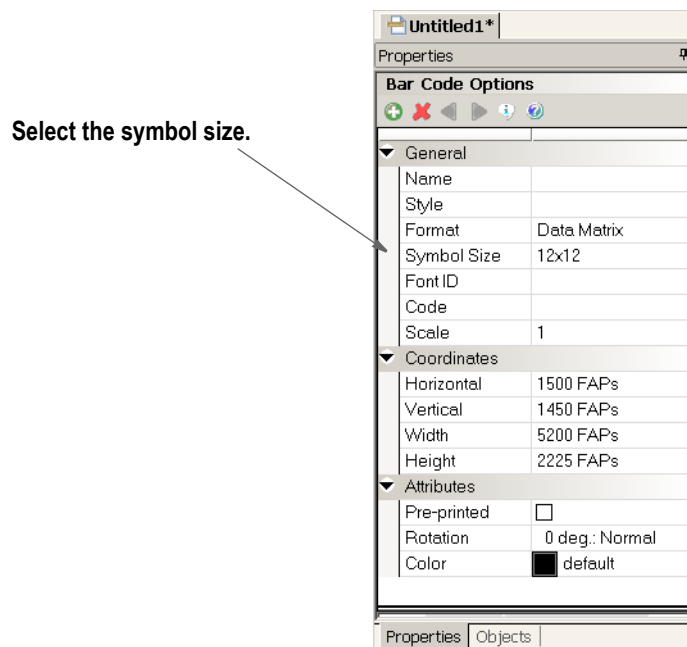 Untitled1*
Properties
Bar Code Options
Select the symbol size.
General
Name
Style
Format Data Matrix
Symbol Size 12x12
Font ID
Code
Scale 1
Coordinates
Horizontal 1500 FAPs
Vertical 1450 FAPs
Width 5200 FAPs
Height 2225 FAPs
Attributes
Pre-printed
Rotation 0 deg.: Normal
Color default
Properties Objects